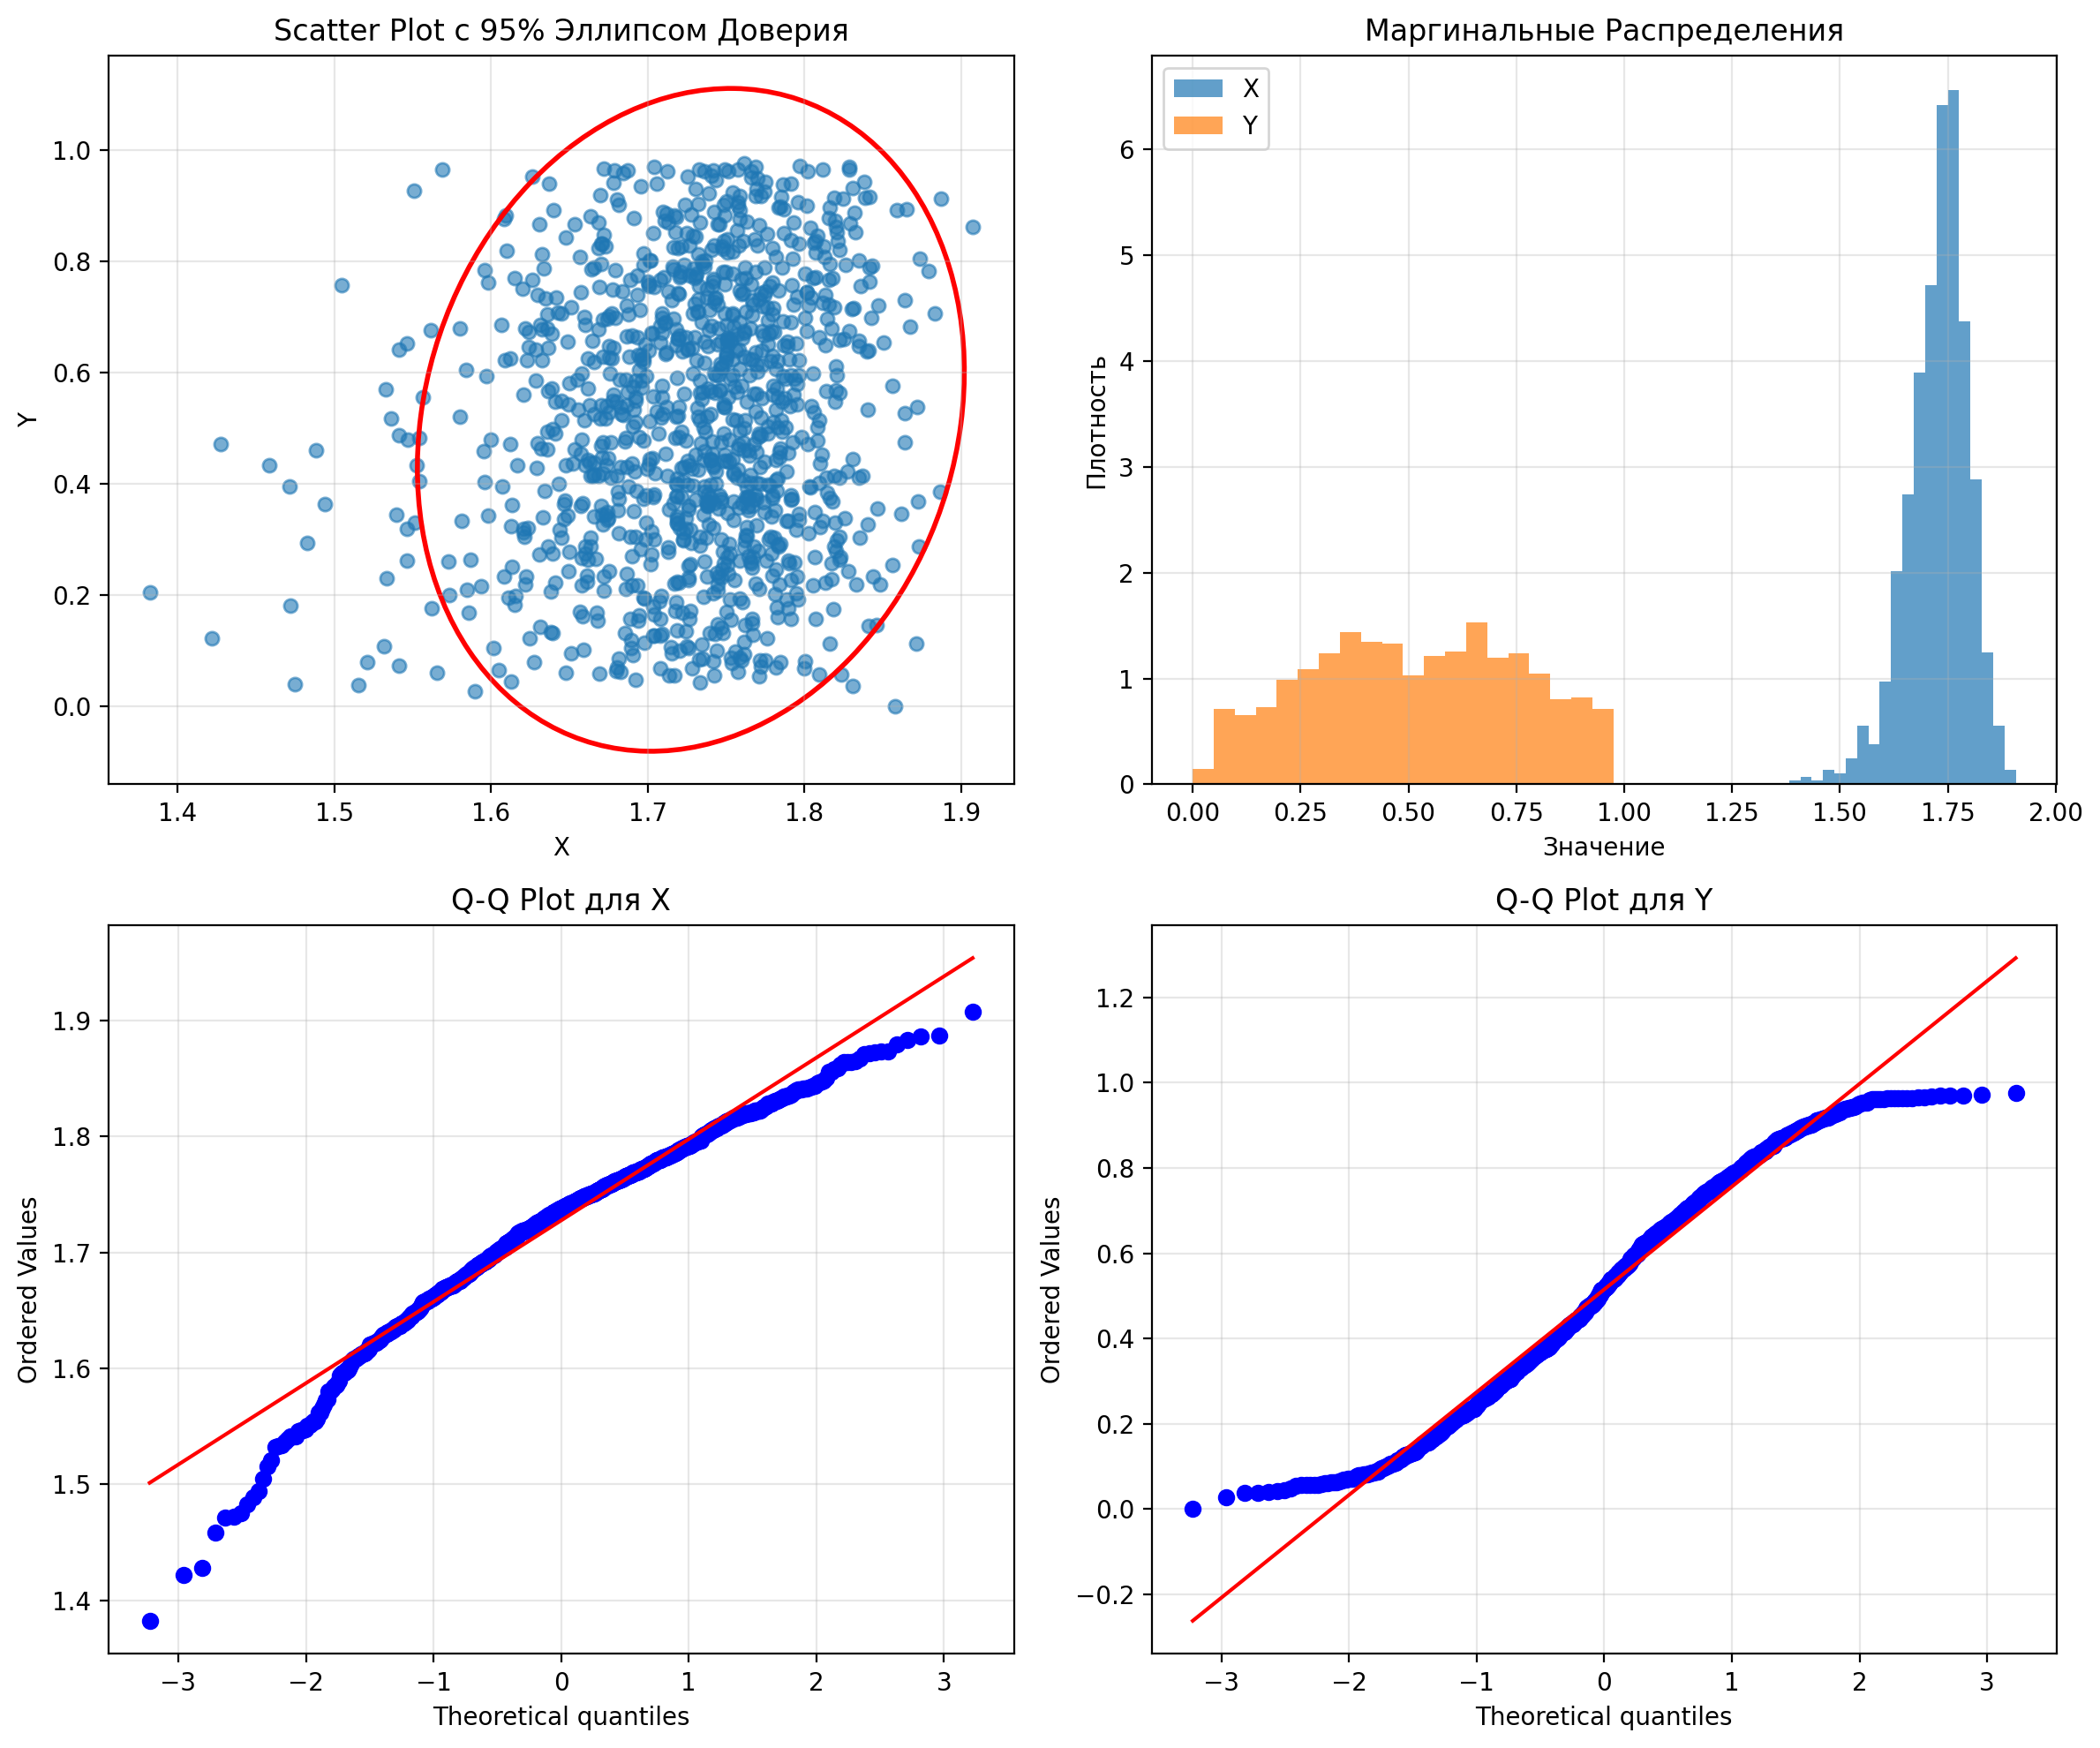 Scatter Plot с 95% Эллипсом Доверия
Y
1.0
0.8
0.6
0.4
0.2
0.0
1.4 1.5 1.6 1.7 1.8 1.9
X
Маргинальные Распределения
X
Y
Плотность
6
5
4
3
2
1
0
0.00 0.25 0.50 0.75 1.00 1.25 1.50 1.75 2.00
Значение
Q-Q Plot для X
Ordered Values
1.9
1.8
1.7
1.6
1.5
1.4
−3 −2 −1 0 1 2 3
Theoretical quantiles
Q-Q Plot для Y
Ordered Values
1.2
1.0
0.8
0.6
0.4
0.2
0.0
−0.2
−3 −2 −1 0 1 2 3
Theoretical quantiles